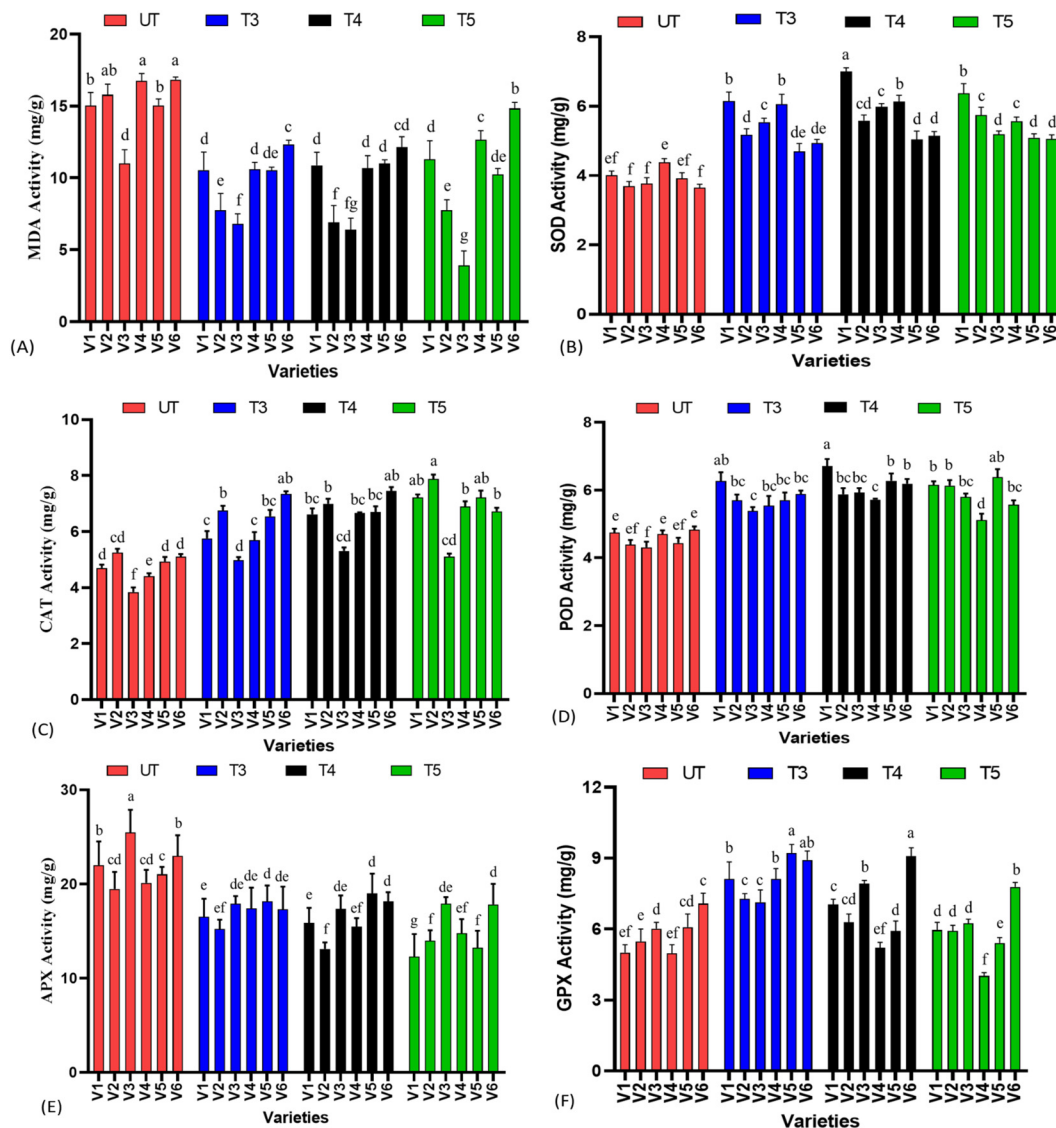 UT T3 T4 T5
MDA Activity (mg/g)
20
15
10
5
0
b ab f a b a
d e f d de c
d f fg d d cd
d e g c de b
V1 V2 V3 V4 V5 V6 V1 V2 V3 V4 V5 V6 V1 V2 V3 V4 V5 V6 V1 V2 V3 V4 V5 V6
Varieties
(A)
UT T3 T4 T5
SOD Activity (mg/g)
8
6
4
2
0
ef f f e ef f
b d c b de d
a cd c c d d
b c d c d d
V1 V2 V3 V4 V5 V6 V1 V2 V3 V4 V5 V6 V1 V2 V3 V4 V5 V6 V1 V2 V3 V4 V5 V6
Varieties
(B)
UT T3 T4 T5
CAT Activity (mg/g)
10
8
6
4
2
0
d cd f e d d
c b d c bc ab
bc b cd bc bc ab
ab a cd b ab b
V1 V2 V3 V4 V5 V6 V1 V2 V3 V4 V5 V6 V1 V2 V3 V4 V5 V6 V1 V2 V3 V4 V5 V6
Varieties
(C)
UT T3 T4 T5
POD Activity (mg/g)
8
6
4
2
0
e ef f e ef e
ab bc c bc bc bc
a bc bc c b b
b b bc d ab bc
V1 V2 V3 V4 V5 V6 V1 V2 V3 V4 V5 V6 V1 V2 V3 V4 V5 V6 V1 V2 V3 V4 V5 V6
Varieties
(D)
UT T3 T4 T5
APX Activity (mg/g)
30
20
10
0
b cd a cd c b
e ef de de de de
e f de ef d d
g f de ef f d
V1 V2 V3 V4 V5 V6 V1 V2 V3 V4 V5 V6 V1 V2 V3 V4 V5 V6 V1 V2 V3 V4 V5 V6
Varieties
(E)
UT T3 T4 T5
GPX Activity (mg/g)
12
9
6
3
0
ef e d ef cd c
b c c b a ab
c cd b ef d a
d d d f e b
V1 V2 V3 V4 V5 V6 V1 V2 V3 V4 V5 V6 V1 V2 V3 V4 V5 V6 V1 V2 V3 V4 V5 V6
Varieties
(F)